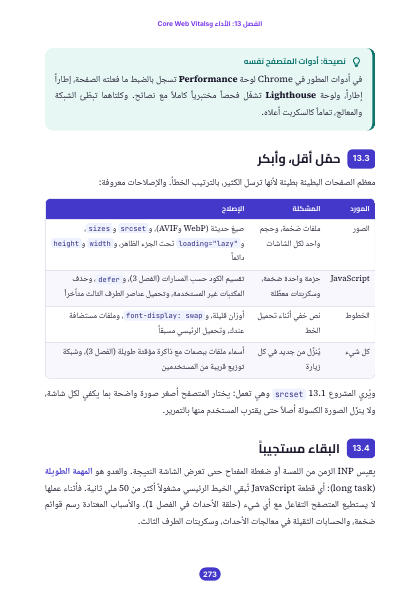 الفصل 13: الأداء وCore Web Vitals
نصيحة: أدوات المتصفح نفسه
في أدوات المطور في Chrome لوحة Performance تسجل بالضبط ما فعلته الصفحة، إطاراً
إطاراً، ولوحة Lighthouse تشغّل فحصاً مختبرياً كاملاً مع نصائح. وكلتاهما تبطّئ الشبكة
والمعالج، تماماً كالسكربت أعلاه.
13.3 حمّل أقل، وأبكر
معظم الصفحات البطيئة بطيئة لأنها ترسل الكثير، بالترتيب الخطأ. والإصلاحات معروفة:
المورد المشكلة الإصلاح
الصور ملفات ضخمة، وحجم صيغ حديثة (WebP وAVIF)، و srcset و sizes ،
واحد لكل الشاشات و loading="lazy" تحت الجزء الظاهر، و width و height
دائماً
JavaScript حزمة واحدة ضخمة، تقسيم الكود حسب المسارات (الفصل 3)، و defer ، وحذف
وسكربتات معطّلة المكتبات غير المستخدمة، وتحميل عناصر الطرف الثالث متأخراً
الخطوط نص خفي أثناء تحميل أوزان قليلة، و font-display: swap ، وملفات مستضافة
الخط عندك، وتحميل الرئيسي مسبقاً
كل شيء يُنزَّل من جديد في كل أسماء ملفات ببصمات مع ذاكرة مؤقتة طويلة (الفصل 3)، وشبكة
زيارة توزيع قريبة من المستخدمين
ويُري المشروع 13.1 srcset وهي تعمل: يختار المتصفح أصغر صورة واضحة بما يكفي لكل شاشة،
ولا ينزل الصورة الكسولة أصلاً حتى يقترب المستخدم منها بالتمرير.
13.4 البقاء مستجيباً
يقيس INP الزمن من اللمسة أو ضغطة المفتاح حتى تعرض الشاشة النتيجة. والعدو هو المهمة الطويلة
(long task): أي قطعة JavaScript تُبقي الخيط الرئيسي مشغولاً أكثر من 50 ملي ثانية. فأثناء عملها
لا يستطيع المتصفح التفاعل مع أي شيء (حلقة الأحداث في الفصل 1). والأسباب المعتادة رسم قوائم
ضخمة، والحسابات الثقيلة في معالجات الأحداث، وسكربتات الطرف الثالث.
273